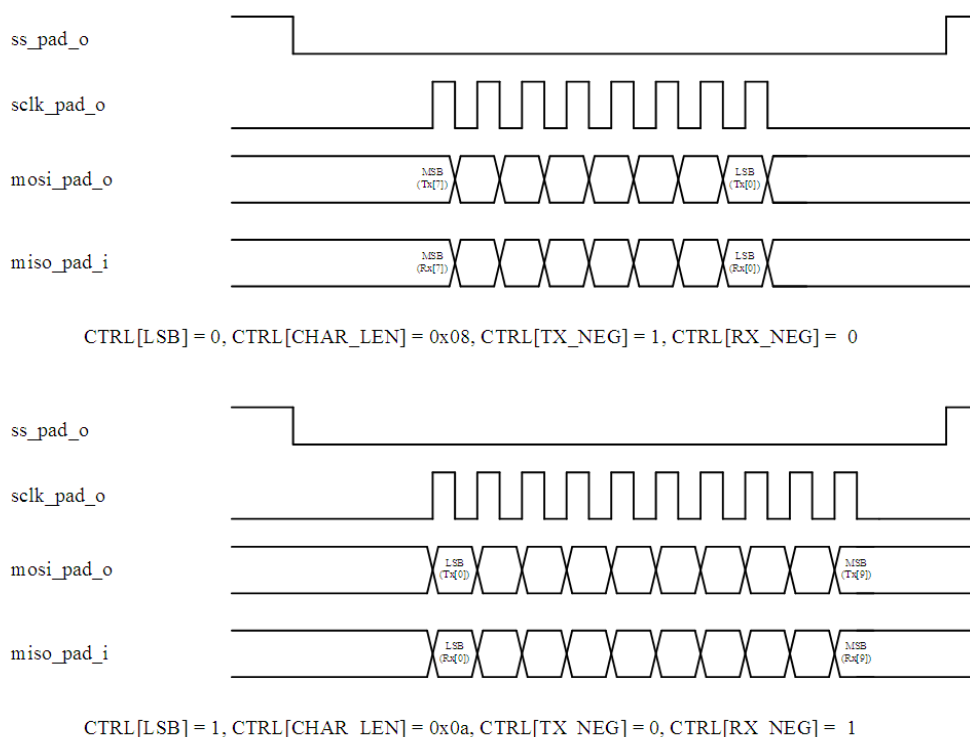 ss_pad_o
sclk_pad_o
mosi_pad_o
MSB
(Tx[7])
LSB
(Tx[0])
miso_pad_i
MSB
(Rx[7])
LSB
(Rx[0])
CTRL[LSB] = 0, CTRL[CHAR_LEN] = 0x08, CTRL[TX_NEG] = 1, CTRL[RX_NEG] = 0
ss_pad_o
sclk_pad_o
mosi_pad_o
LSB
(Tx[0])
MSB
(Tx[9])
miso_pad_i
LSB
(Rx[0])
MSB
(Rx[9])
CTRL[LSB] = 1, CTRL[CHAR_LEN] = 0x0a, CTRL[TX_NEG] = 0, CTRL[RX_NEG] = 1